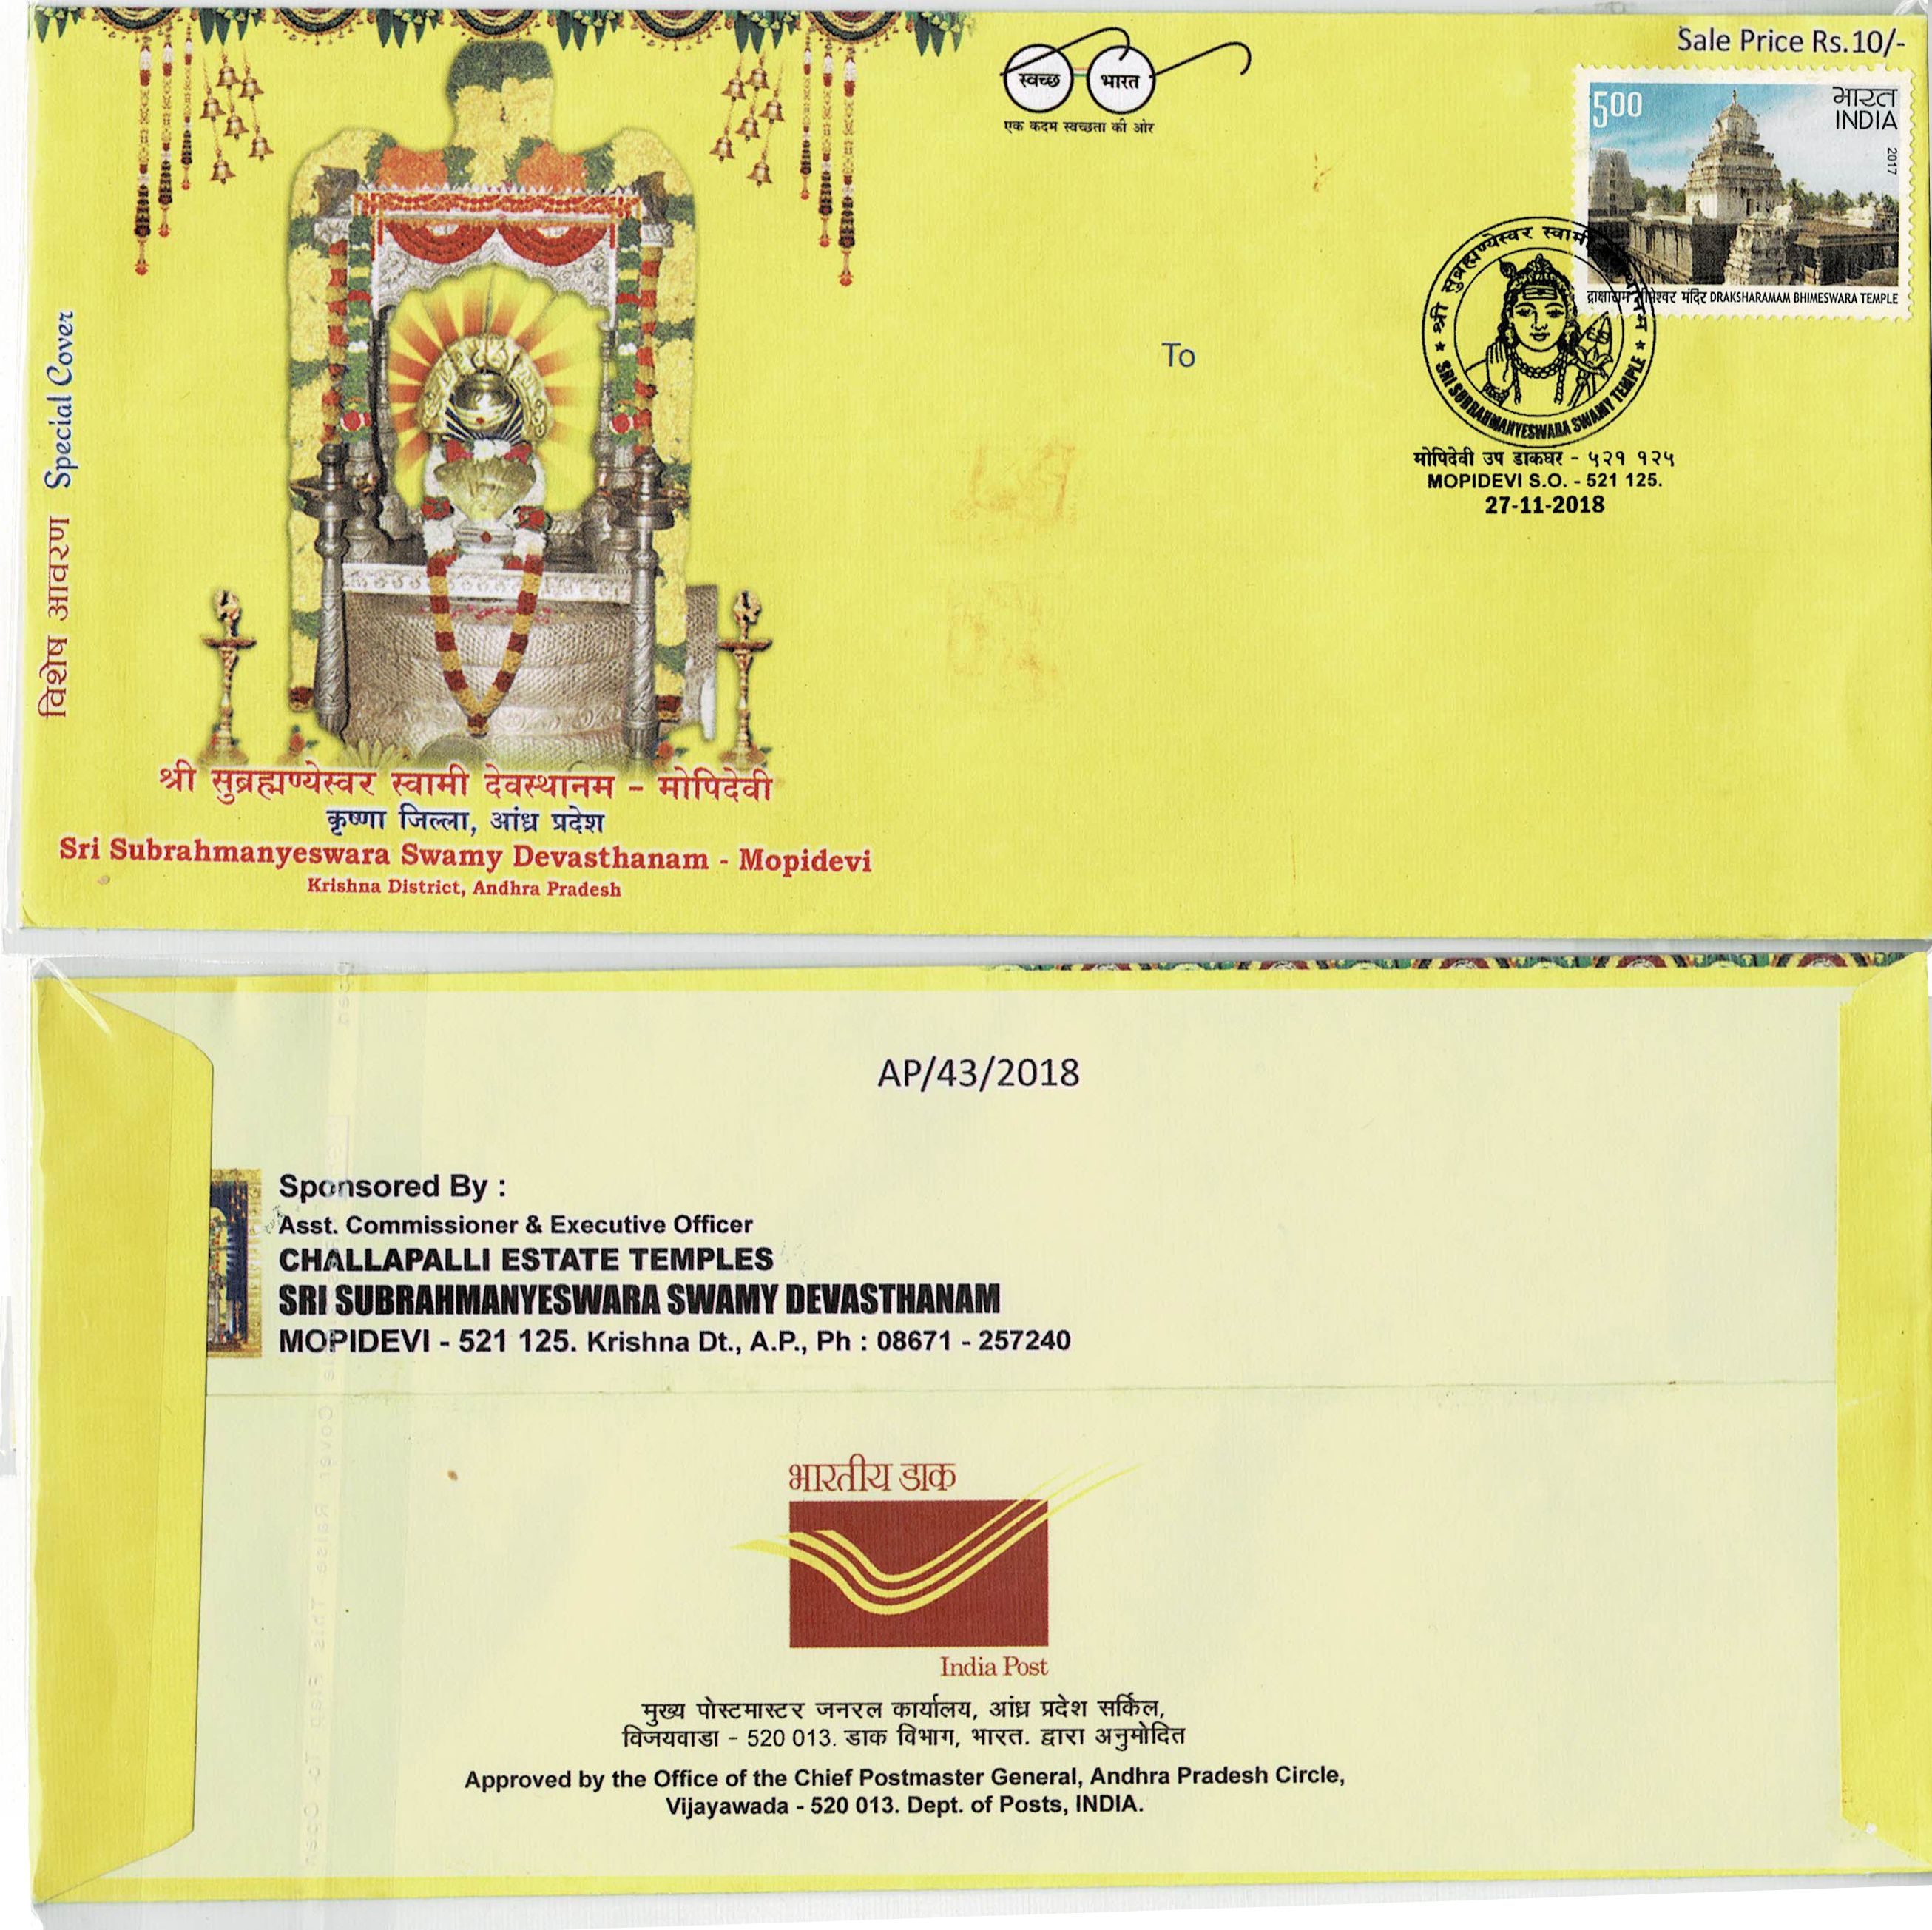 Sale Price Rs.10/-
स्वच्छ भारत
एक कदम स्वच्छता की ओर
500
भारत
INDIA
2017
द्राक्षाराम भीमेश्वर मंदिर DRAKSHARAMAM BHIMESWARA TEMPLE
विशेष आवरण Special Cover
To
श्री सुब्रह्मण्येस्वर स्वामी
★ SRI SUBRAHMANYESWARA SWAMY TEMPLE ★
मोपिदेवी उप डाकघर - ५२१ १२५
MOPIDEVI S.O. - 521 125.
27-11-2018
श्री सुब्रह्मण्येस्वर स्वामी देवस्थानम - मोपिदेवी
कृष्णा जिल्ला, आंध्र प्रदेश
Sri Subrahmanyeswara Swamy Devasthanam - Mopidevi
Krishna District, Andhra Pradesh
AP/43/2018
Sponsored By :
Asst. Commissioner & Executive Officer
CHALLAPALLI ESTATE TEMPLES
SRI SUBRAHMANYESWARA SWAMY DEVASTHANAM
MOPIDEVI - 521 125. Krishna Dt., A.P., Ph : 08671 - 257240
भारतीय डाक
India Post
मुख्य पोस्टमास्टर जनरल कार्यालय, आंध्र प्रदेश सर्किल,
विजयवाडा - 520 013. डाक विभाग, भारत. द्वारा अनुमोदित
Approved by the Office of the Chief Postmaster General, Andhra Pradesh Circle,
Vijayawada - 520 013. Dept. of Posts, INDIA.